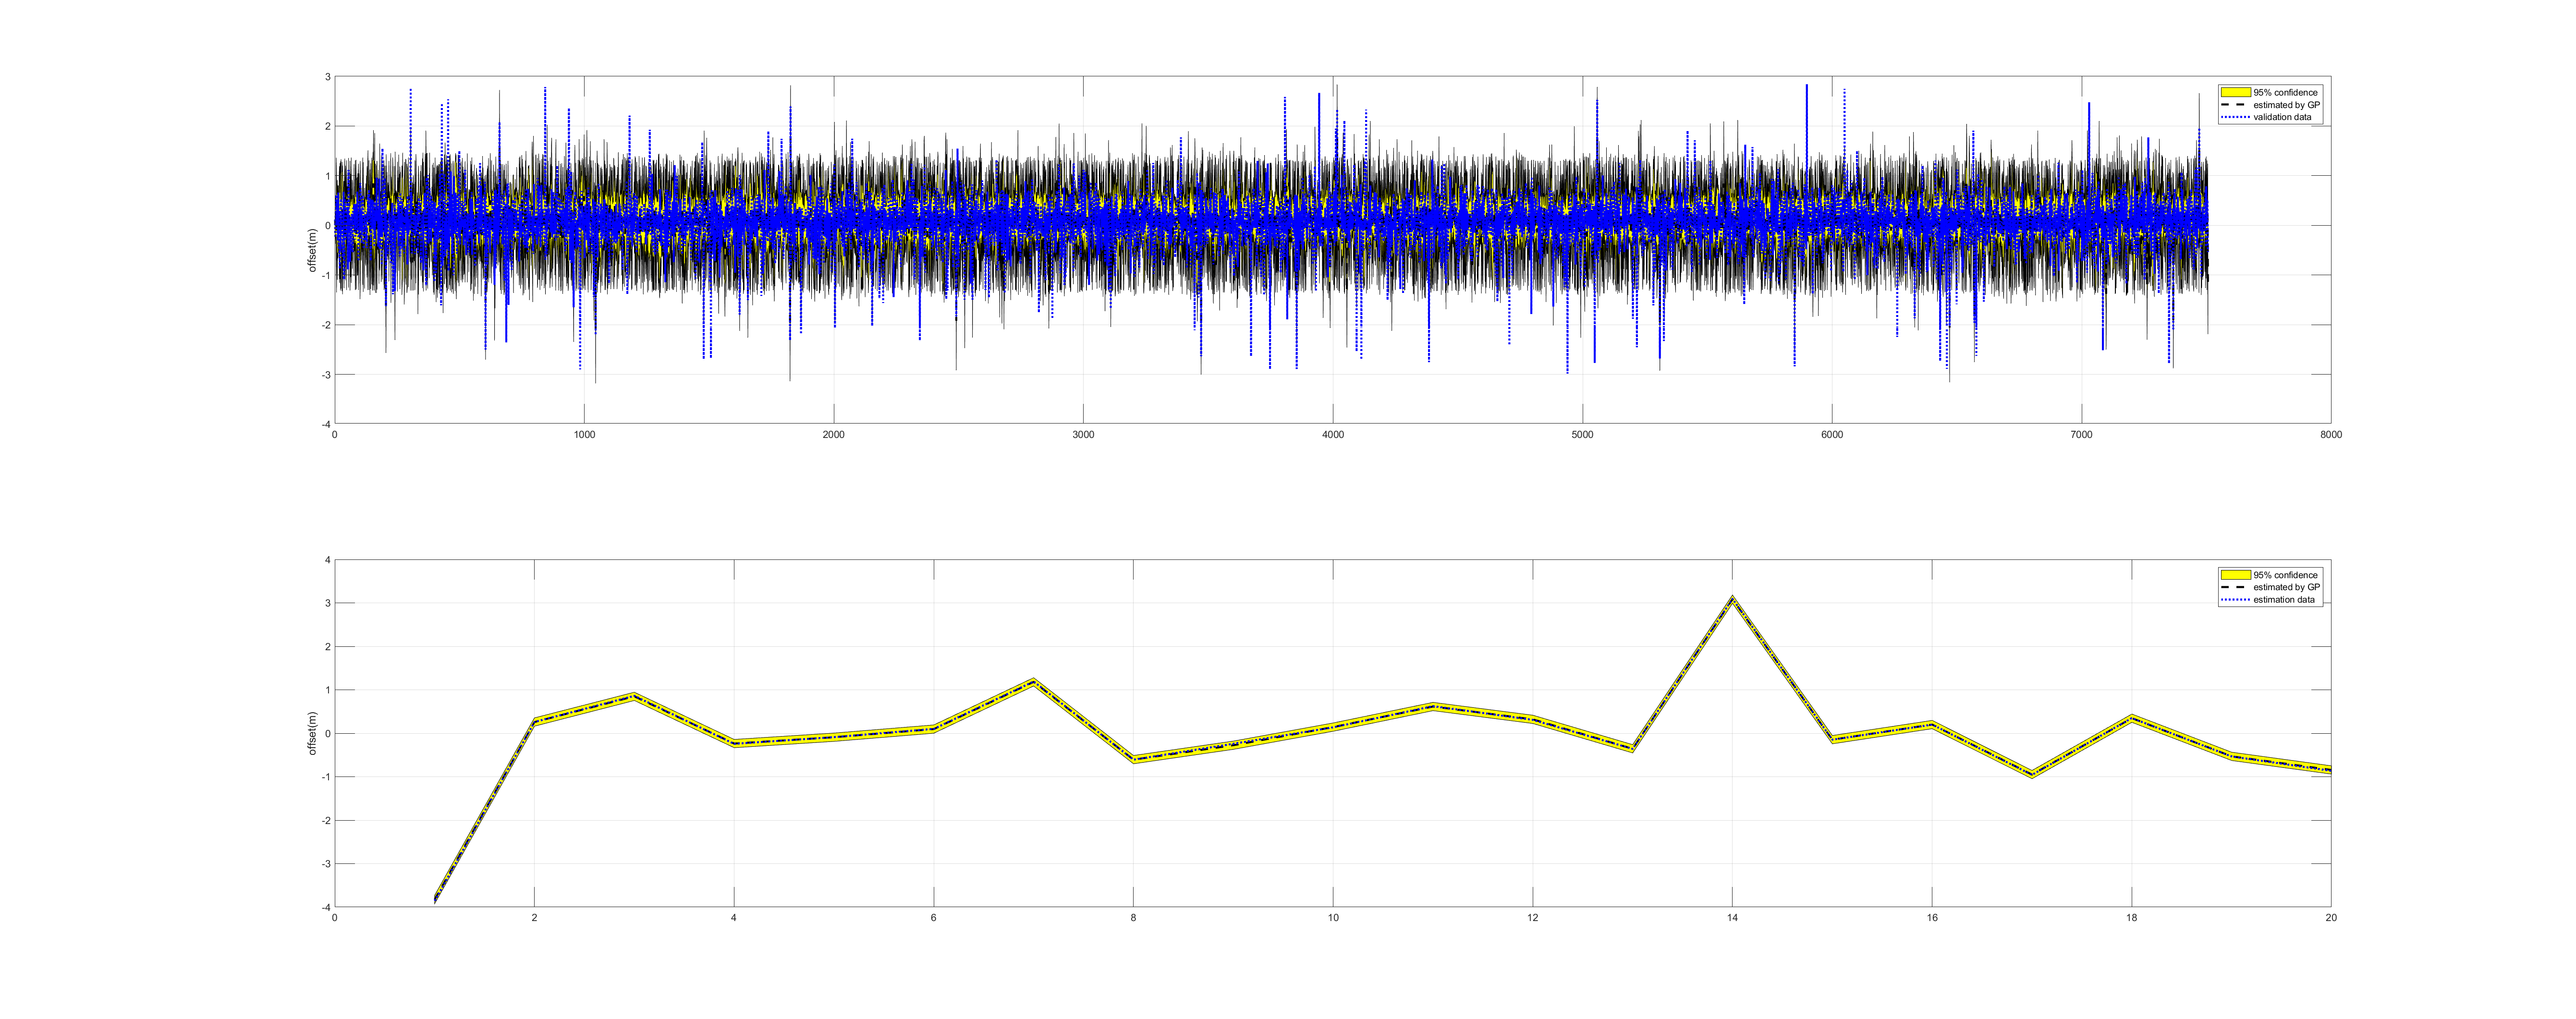 3
2
1
0
-1
-2
-3
-4
offset(m)
0 1000 2000 3000 4000 5000 6000 7000 8000
95% confidence
estimated by GP
validation data
4
3
2
1
0
-1
-2
-3
-4
offset(m)
0 2 4 6 8 10 12 14 16 18 20
95% confidence
estimated by GP
estimation data